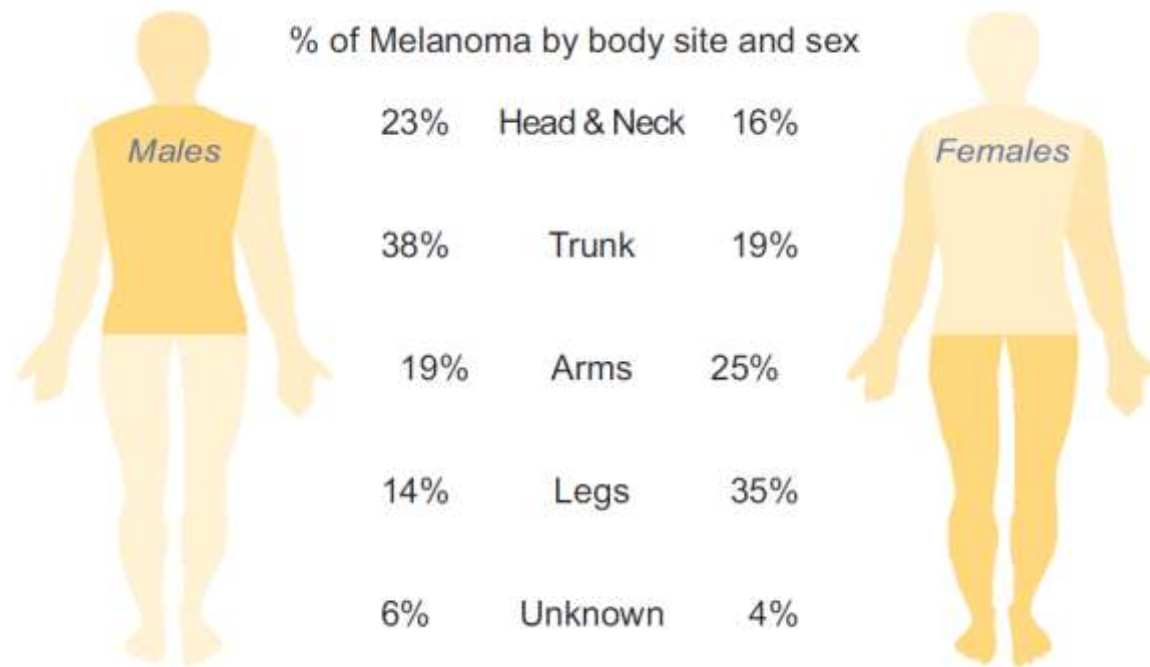 % of Melanoma by body site and sex
23% Head & Neck 16%
Males
Females
38% Trunk 19%
19% Arms 25%
14% Legs 35%
6% Unknown 4%